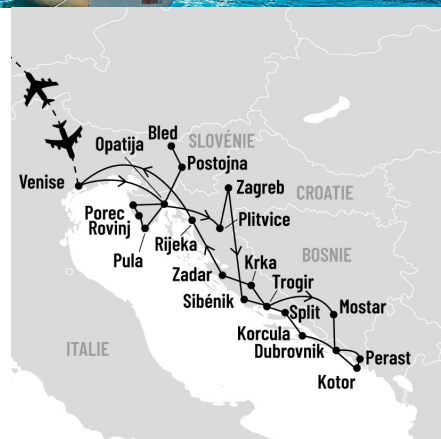 Bled
SLOVÉNIE
Opatija
Postojna
Venise
Zagreb
CROATIE
Porec
Rovinj
Plitvice
Pula
Rijeka
BOSNIE
Krka
Zadar
Trogir
Sibénik
Split
Mostar
Korcula
ITALIE
Dubrovnik
Perast
Kotor